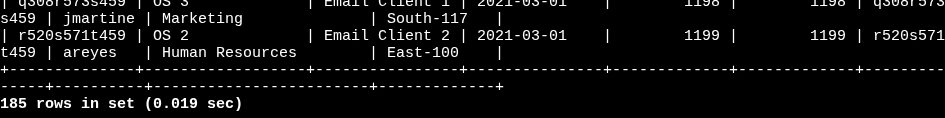 | q308r573s459 | OS 3             | Email Client 1 | 2021-03-01    |        1198 |        1198 | q308r573
s459 | jmartine | Marketing              | South-117   |
| r520s571t459 | OS 2             | Email Client 2 | 2021-03-01    |        1199 |        1199 | r520s571
t459 | areyes   | Human Resources        | East-100    |
+--------------+------------------+----------------+---------------+-------------+-------------+---------
-----+----------+------------------------+-------------+
185 rows in set (0.019 sec)